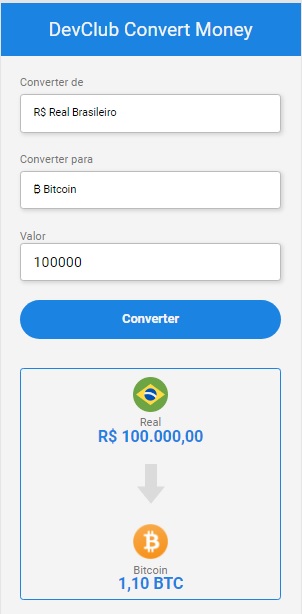 DevClub Convert Money
Converter de
R$ Real Brasileiro
Converter para
₿ Bitcoin
Valor
100000
Converter
Real
R$ 100.000,00
Bitcoin
1,10 BTC